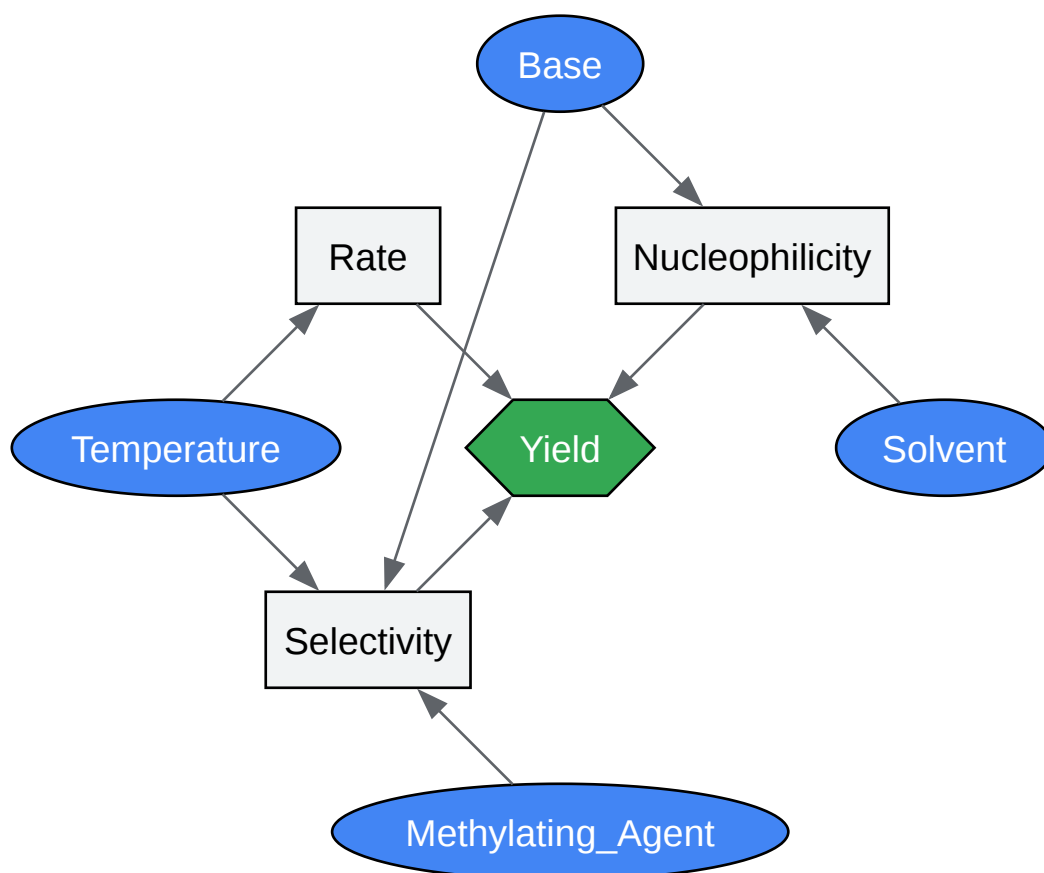 Base
Rate
Nucleophilicity
Temperature
Yield
Solvent
Selectivity
Methylating_Agent